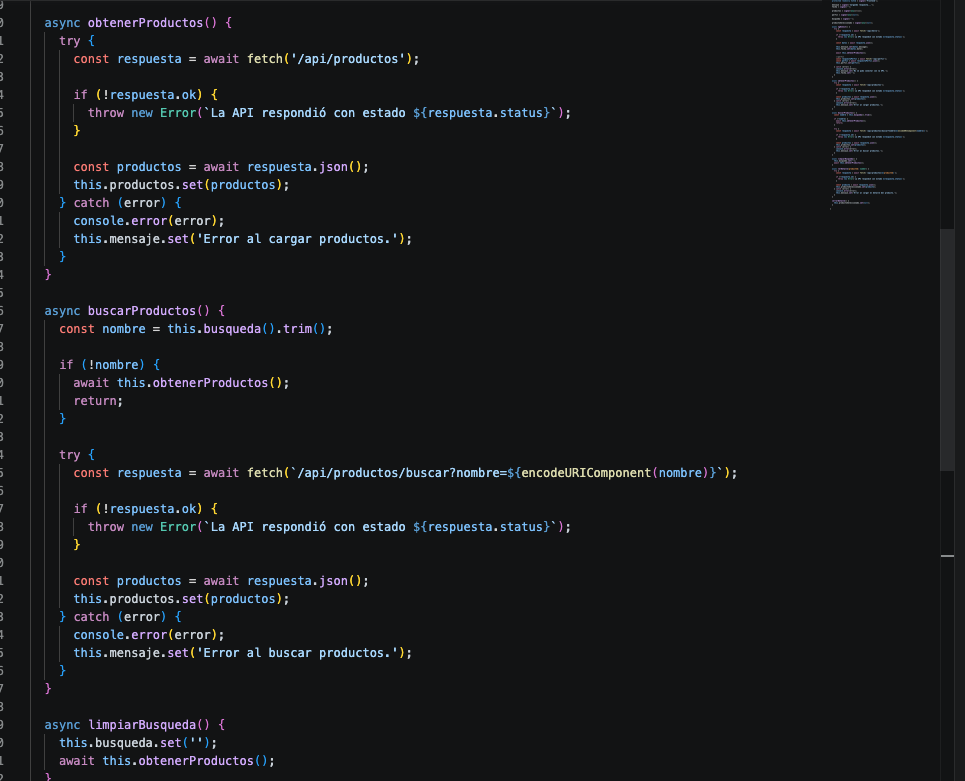 async obtenerProductos() {
try {
const respuesta = await fetch('/api/productos');
if (!respuesta.ok) {
throw new Error(`La API respondió con estado ${respuesta.status}`);
}
const productos = await respuesta.json();
this.productos.set(productos);
} catch (error) {
console.error(error);
this.mensaje.set('Error al cargar productos.');
}
}
async buscarProductos() {
const nombre = this.busqueda().trim();
if (!nombre) {
await this.obtenerProductos();
return;
}
try {
const respuesta = await fetch(`/api/productos/buscar?nombre=${encodeURIComponent(nombre)}`);
if (!respuesta.ok) {
throw new Error(`La API respondió con estado ${respuesta.status}`);
}
const productos = await respuesta.json();
this.productos.set(productos);
} catch (error) {
console.error(error);
this.mensaje.set('Error al buscar productos.');
}
}
async limpiarBusqueda() {
this.busqueda.set('');
await this.obtenerProductos();
}